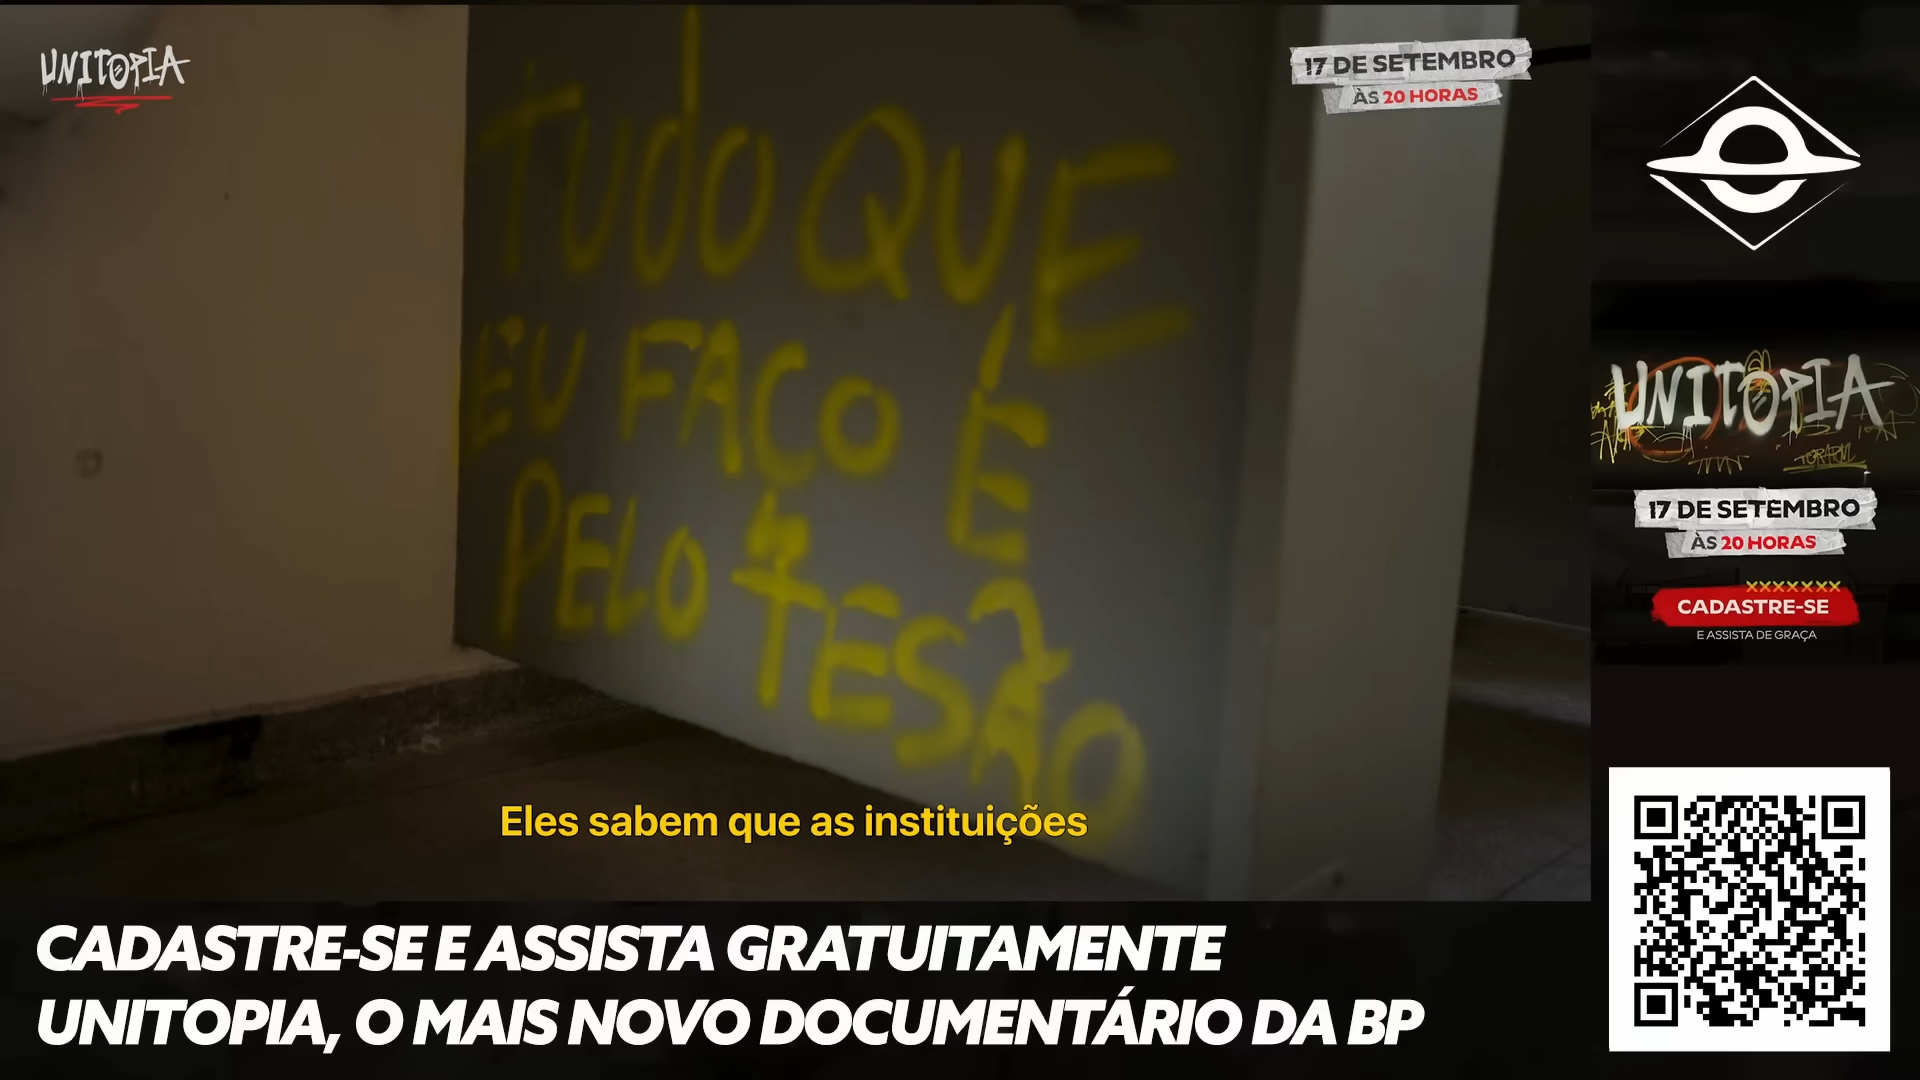 UNITOPIA
17 DE SETEMBRO
ÀS 20 HORAS
TUDO QUE
EU FAÇO É
PELO TESÃO
Eles sabem que as instituições
UNITOPIA
17 DE SETEMBRO
ÀS 20 HORAS
XXXXXXX
CADASTRE-SE
E ASSISTA DE GRAÇA
CADASTRE-SE E ASSISTA GRATUITAMENTE
UNITOPIA, O MAIS NOVO DOCUMENTÁRIO DA BP